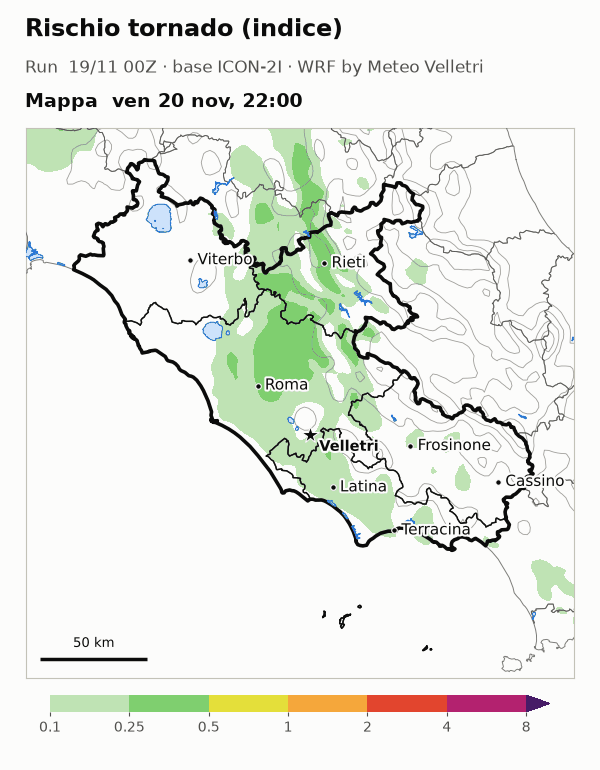 Rischio tornado (indice)
Run  19/11 00Z · base ICON-2I · WRF by Meteo Velletri
Mappa  ven 20 nov, 22:00
Viterbo
Rieti
Roma
Velletri
Frosinone
Latina
Cassino
Terracina
50 km
0.1 0.25 0.5 1 2 4 8